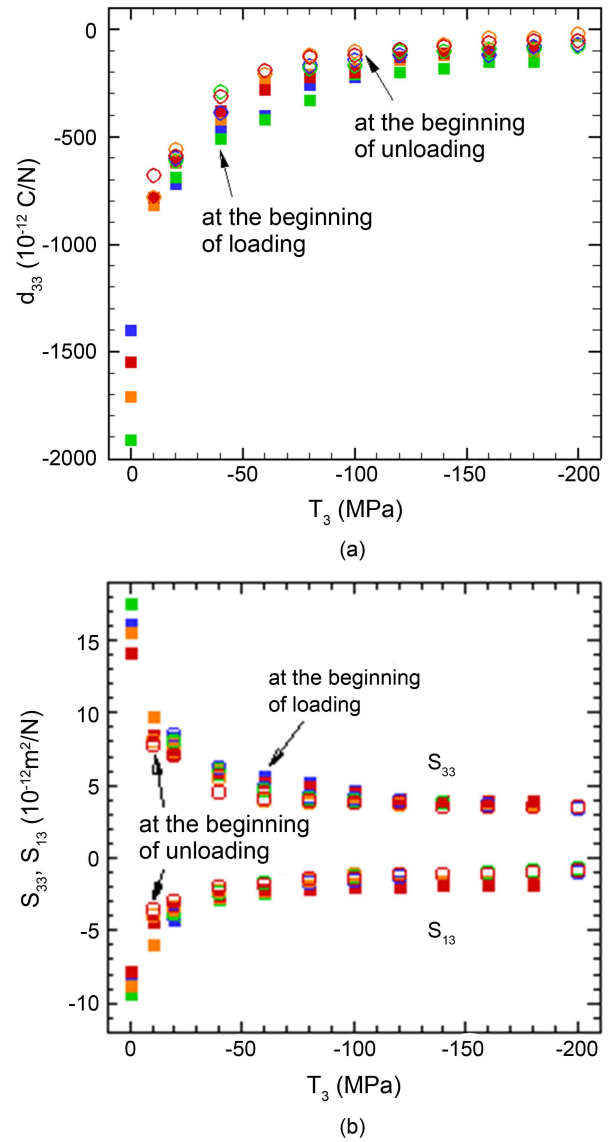 0
-500
-1000
-1500
-2000
d33 (10-12 C/N)
at the beginning
of unloading
at the beginning
of loading
0 -50 -100 -150 -200
T3 (MPa)
(a)
15
10
5
0
-5
-10
S33, S13 (10-12m2/N)
at the beginning
of loading
S33
at the beginning
of unloading
S13
0 -50 -100 -150 -200
T3 (MPa)
(b)